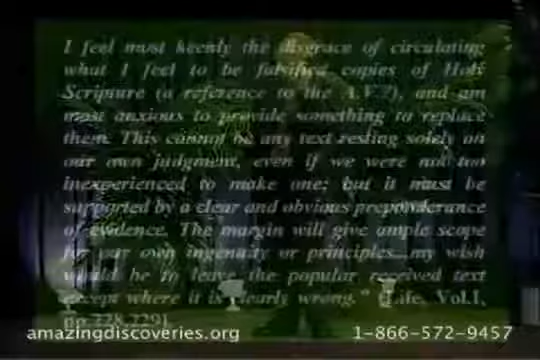 I feel most keenly the disgrace of circulating
what I feel to be falsified copies of Holy
Scripture (a reference to the A.V.?), and am
most anxious to provide something to replace
them. This cannot be any text resting solely on
our own judgment, even if we were not too
inexperienced to make one; but it must be
supported by a clear and obvious preponderance
of evidence. The margin will give ample scope
for our own ingenuity or principles...my wish
would be to leave the popular received text
except where it is clearly wrong." (Life, Vol.I,
pp.228,229).
amazingdiscoveries.org 1-866-572-9457